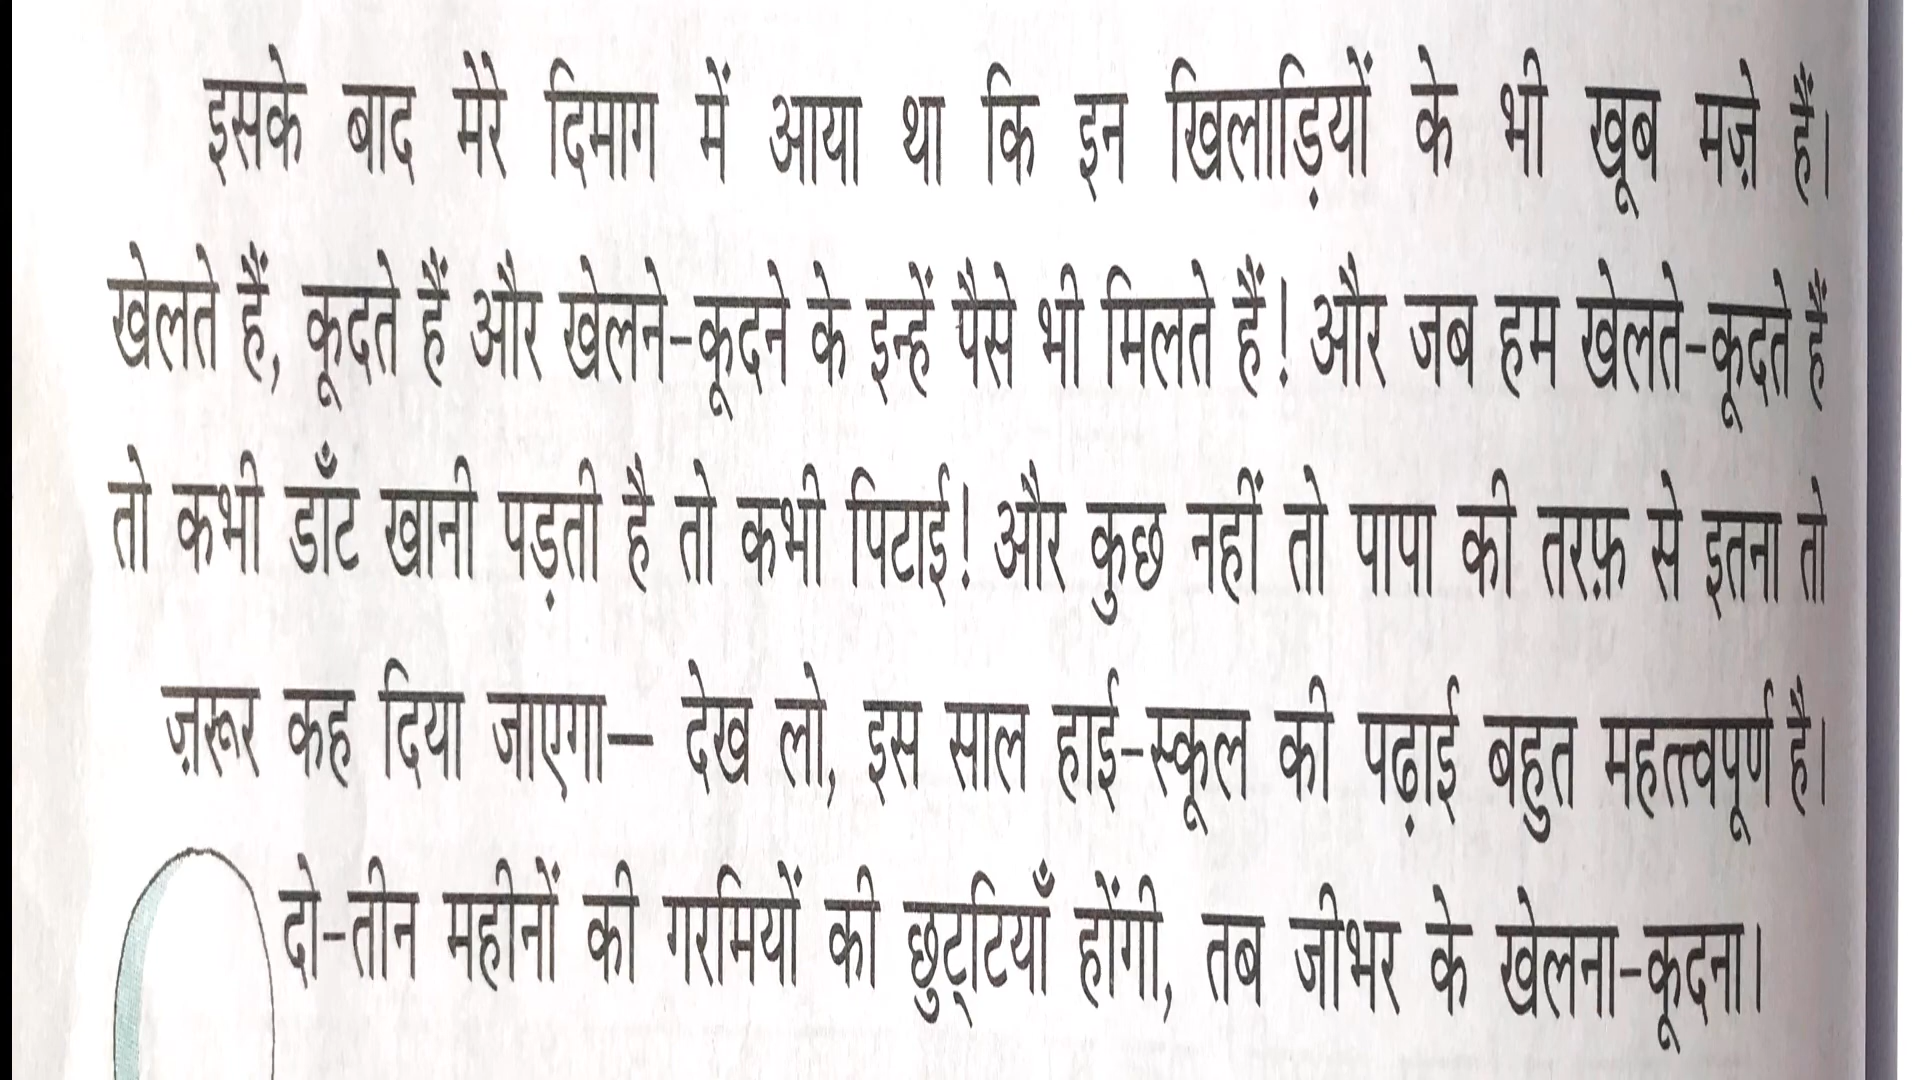 इसके बाद मेरे दिमाग में आया था कि इन खिलाड़ियों के भी खूब मज़े हैं।
खेलते हैं, कूदते हैं और खेलने-कूदने के इन्हें पैसे भी मिलते हैं! और जब हम खेलते-कूदते हैं
तो कभी डाँट खानी पड़ती है तो कभी पिटाई! और कुछ नहीं तो पापा की तरफ़ से इतना तो
ज़रूर कह दिया जाएगा— देख लो, इस साल हाई-स्कूल की पढ़ाई बहुत महत्त्वपूर्ण है।
दो-तीन महीनों की गरमियों की छुट्टियाँ होंगी, तब जीभर के खेलना-कूदना।